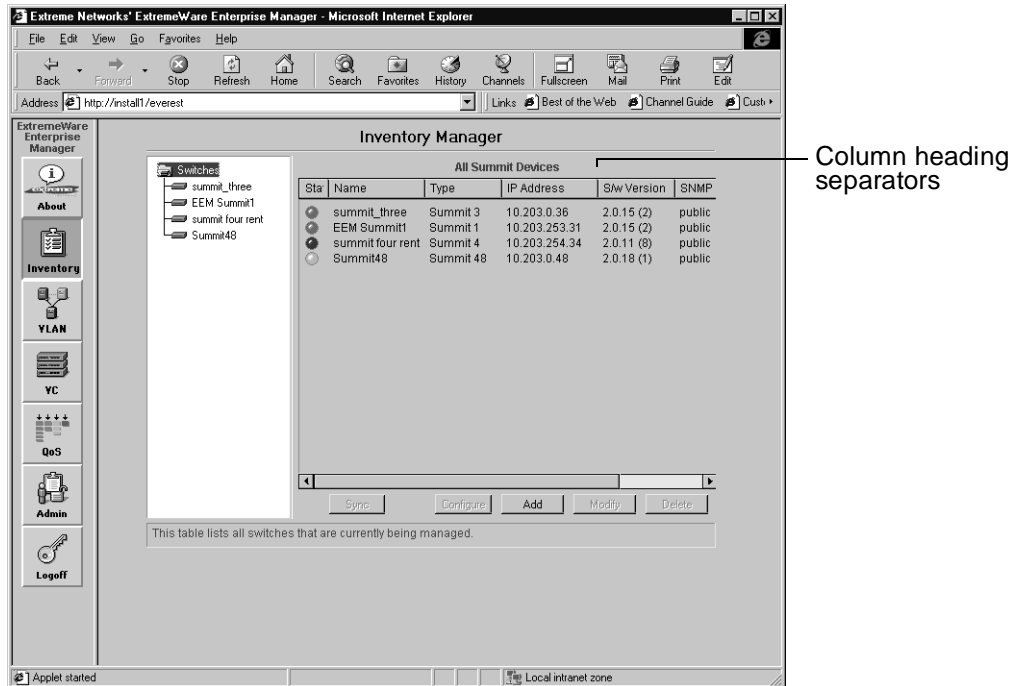 Extreme Networks' ExtremeWare Enterprise Manager - Microsoft Internet Explorer
File Edit View Go Favorites Help
Back Forward Stop Refresh Home Search Favorites History Channels Fullscreen Mail Print Edit
Address http://install1/everest Links Best of the Web Channel Guide
ExtremeWare
Enterprise
Manager
About
Inventory
VLAN
VC
QoS
Admin
Logoff
Inventory Manager
Switches
summit_three
EEM Summit1
summit four rent
Summit48
All Summit Devices
Name Type IP Address S/w Version SNMP
summit_three Summit 3 10.203.0.36 2.0.15 (2) public
EEM Summit1 Summit 1 10.203.253.31 2.0.15 (2) public
summit four rent Summit 4 10.203.254.34 2.0.11 (8) public
Summit48 Summit 48 10.203.0.48 2.0.18 (1) public
Sync Configure Add Modify Delete
This table lists all switches that are currently being managed.
Applet started Local intranet zone
Column heading
separators